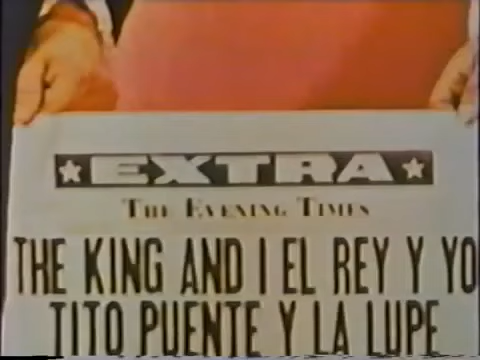 ★ EXTRA ★
THE EVENING TIMES
THE KING AND I EL REY Y YO
TITO PUENTE Y LA LUPE